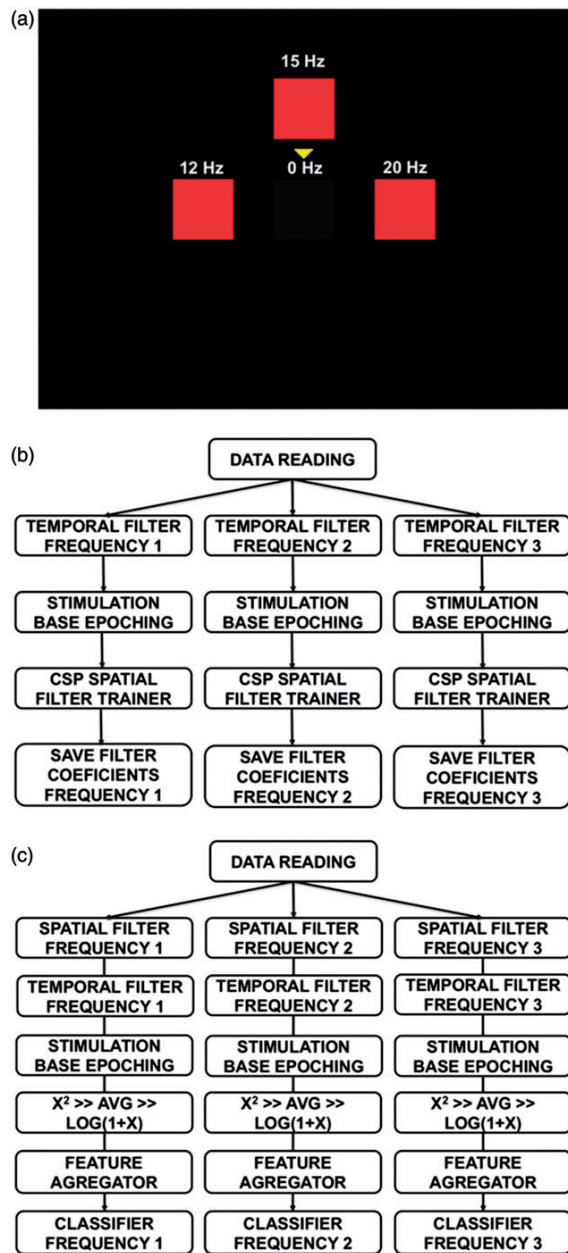 (a)
15 Hz
12 Hz 0 Hz 20 Hz
(b)
DATA READING
TEMPORAL FILTER TEMPORAL FILTER TEMPORAL FILTER
FREQUENCY 1 FREQUENCY 2 FREQUENCY 3
STIMULATION STIMULATION STIMULATION
BASE EPOCHING BASE EPOCHING BASE EPOCHING
CSP SPATIAL CSP SPATIAL CSP SPATIAL
FILTER TRAINER FILTER TRAINER FILTER TRAINER
SAVE FILTER SAVE FILTER SAVE FILTER
COEFICIENTS COEFICIENTS COEFICIENTS
FREQUENCY 1 FREQUENCY 2 FREQUENCY 3
(c)
DATA READING
SPATIAL FILTER SPATIAL FILTER SPATIAL FILTER
FREQUENCY 1 FREQUENCY 2 FREQUENCY 3
TEMPORAL FILTER TEMPORAL FILTER TEMPORAL FILTER
FREQUENCY 1 FREQUENCY 2 FREQUENCY 3
STIMULATION STIMULATION STIMULATION
BASE EPOCHING BASE EPOCHING BASE EPOCHING
X² >> AVG >> X² >> AVG >> X² >> AVG >>
LOG(1+X) LOG(1+X) LOG(1+X)
FEATURE FEATURE FEATURE
AGREGATOR AGREGATOR AGREGATOR
CLASSIFIER CLASSIFIER CLASSIFIER
FREQUENCY 1 FREQUENCY 2 FREQUENCY 3